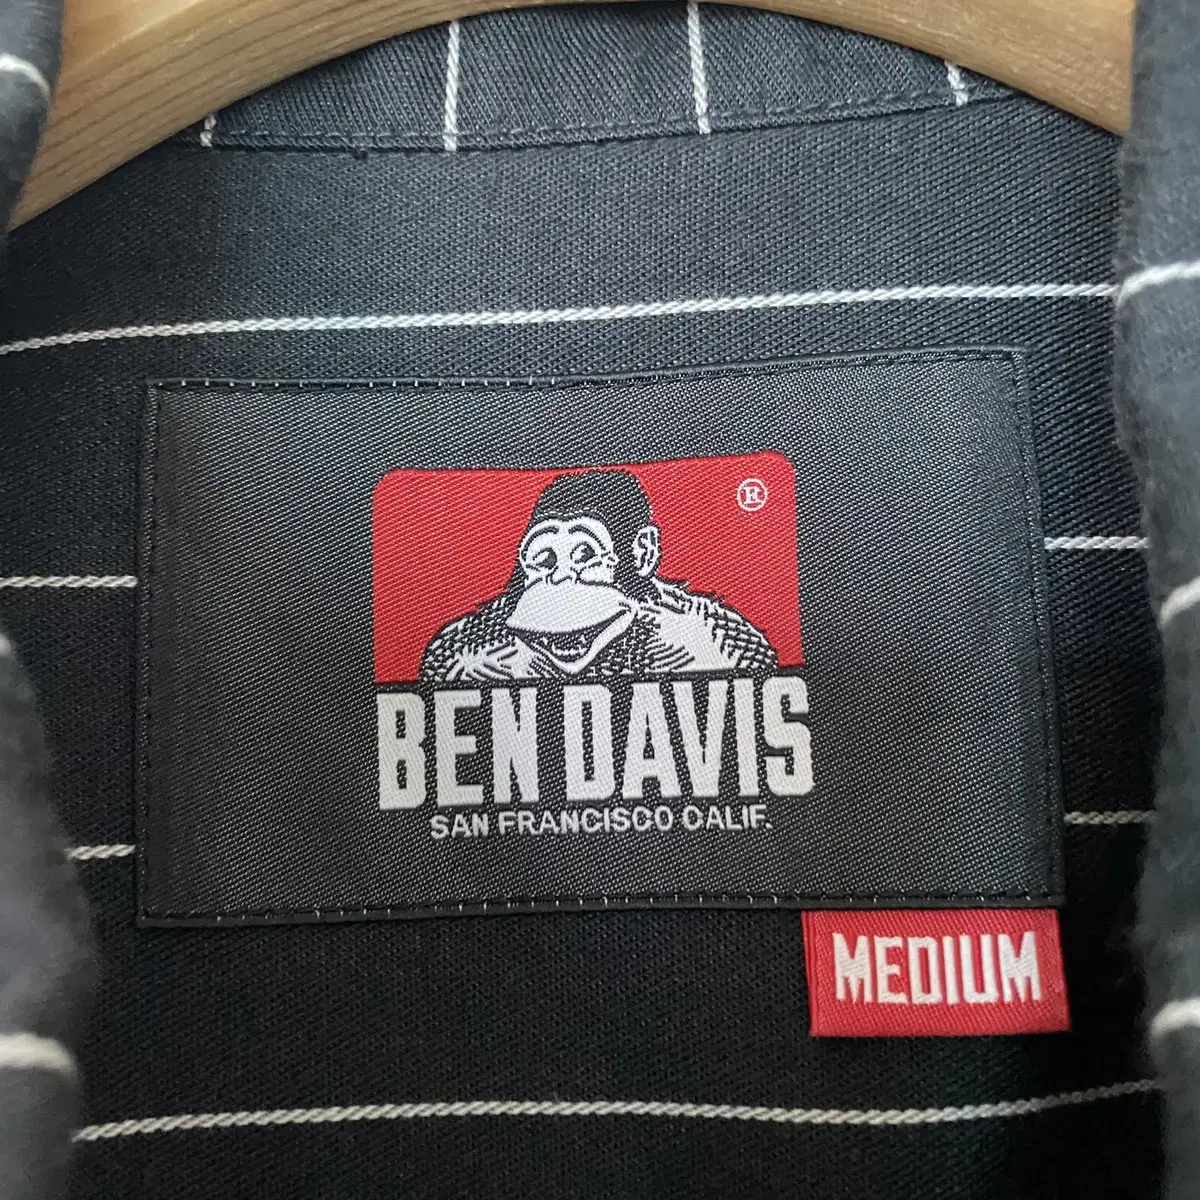 ®
BEN DAVIS
SAN FRANCISCO CALIF.
MEDIUM